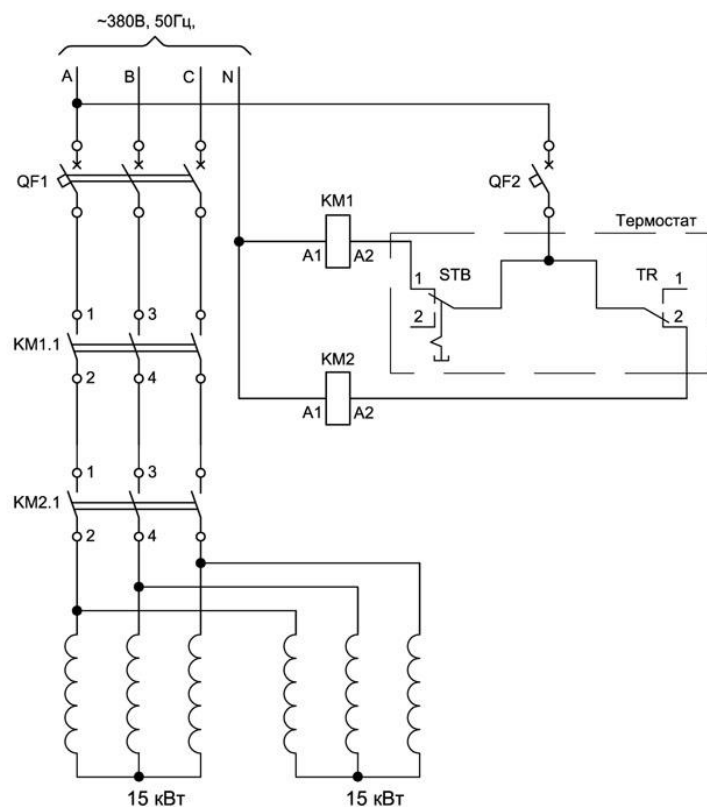 ~380В, 50Гц,
A B C N
QF1
QF2
KM1
A1 A2
Термостат
1 STB
2
TR 1
2
1 3
KM1.1
2 4
KM2
A1 A2
1 3
KM2.1
2 4
15 кВт 15 кВт